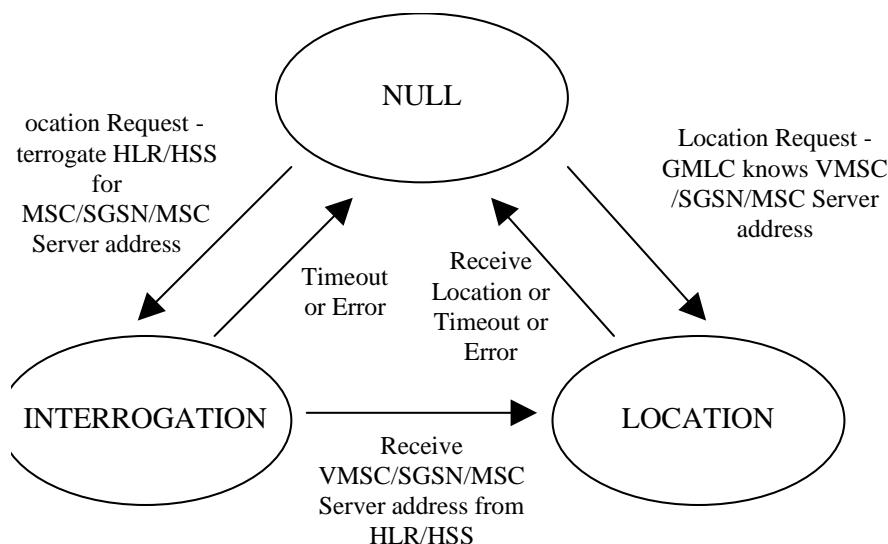 NULL
ocation Request -
terrogate HLR/HSS
for
MSC/SGSN/MSC
Server address
Location Request -
GMLC knows VMSC
/SGSN/MSC Server
address
Timeout
or Error
Receive
Location or
Timeout or
Error
INTERROGATION
LOCATION
Receive
VMSC/SGSN/MSC
Server address from
HLR/HSS